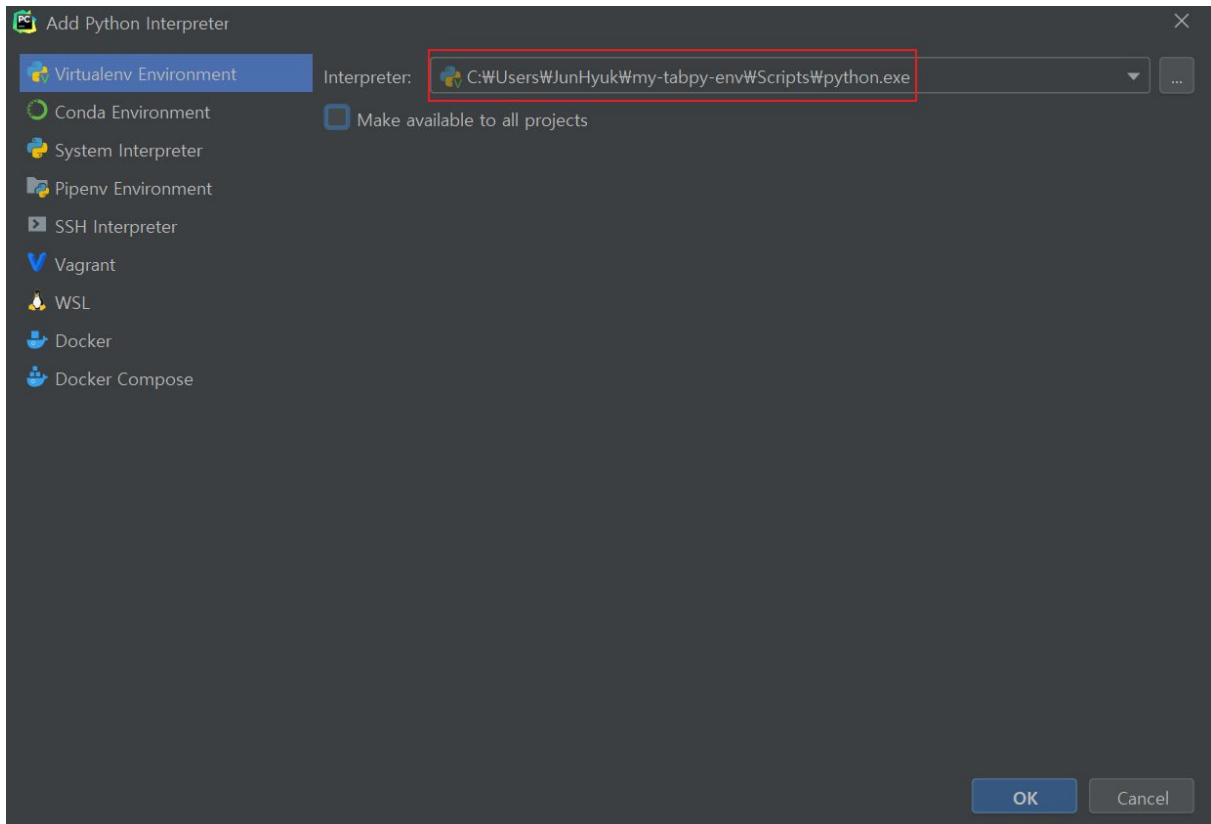 Add Python Interpreter
Virtualenv Environment
Interpreter: C:₩Users₩JunHyuk₩my-tabpy-env₩Scripts₩python.exe ...
Conda Environment
Make available to all projects
System Interpreter
Pipenv Environment
SSH Interpreter
Vagrant
WSL
Docker
Docker Compose
OK Cancel